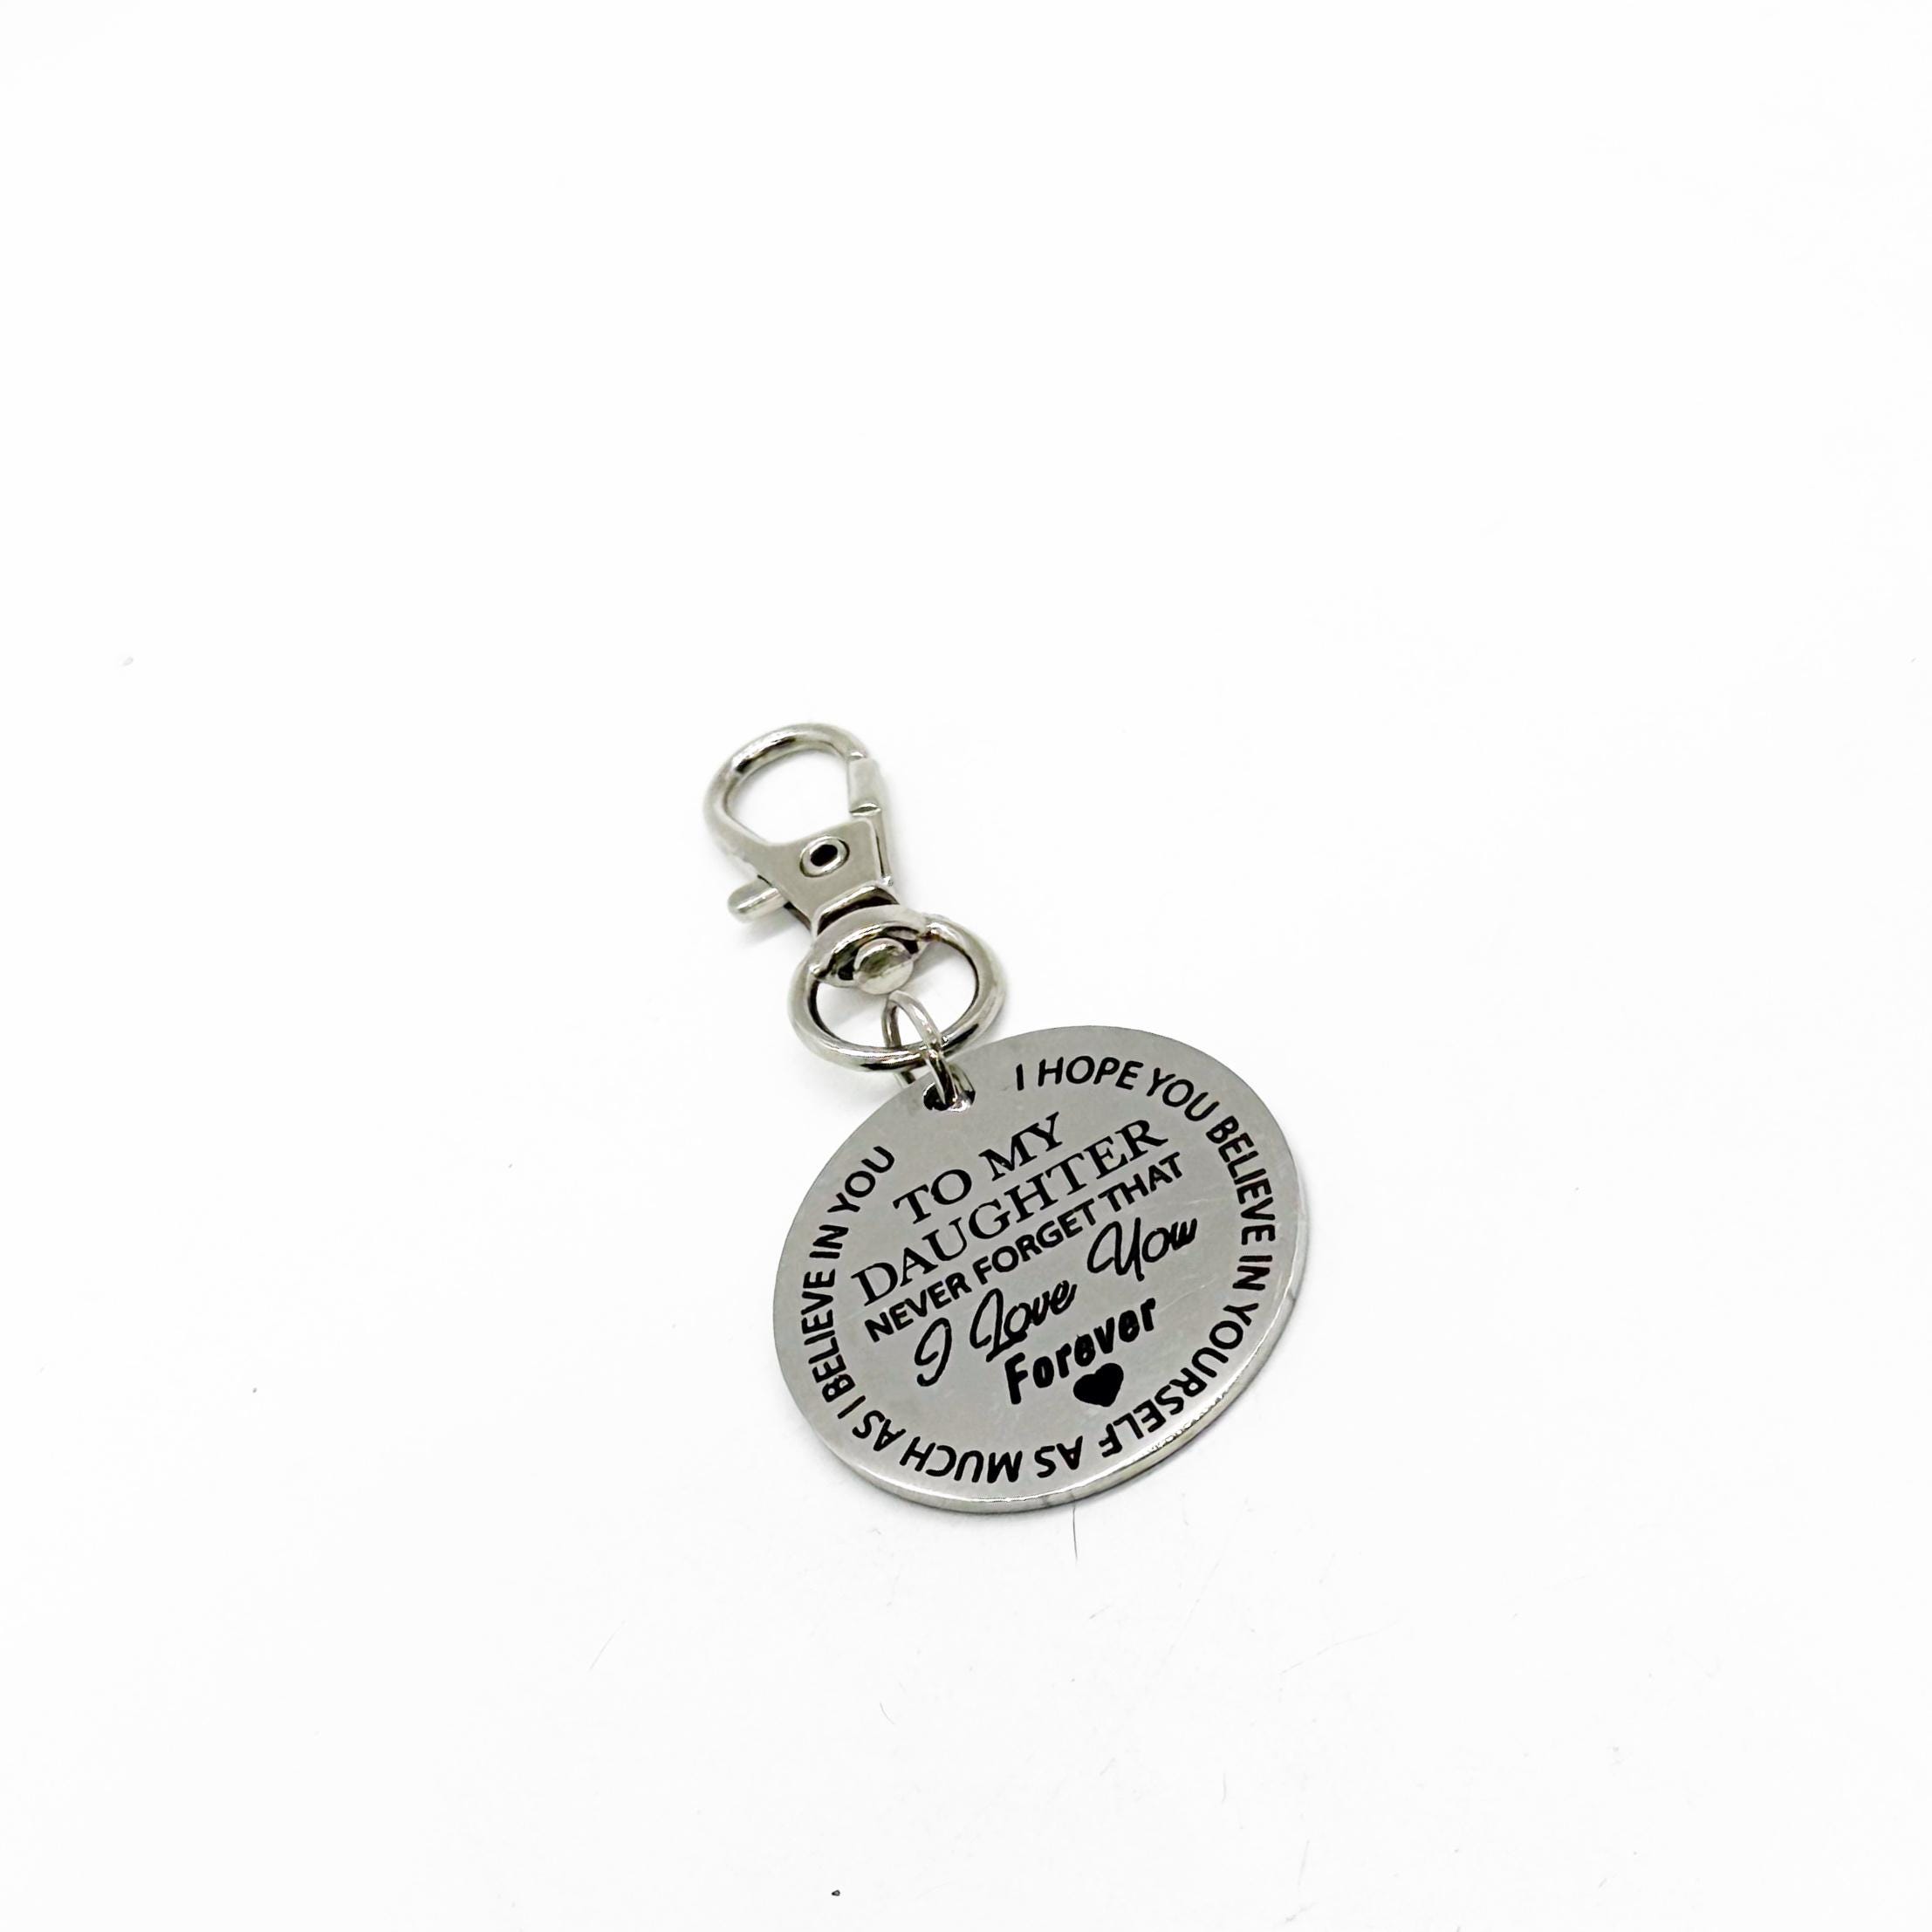 TO MY
DAUGHTER
NEVER FORGET THAT
I Love You
Forever
I HOPE YOU BELIEVE IN YOURSELF AS MUCH AS I BELIEVE IN YOU